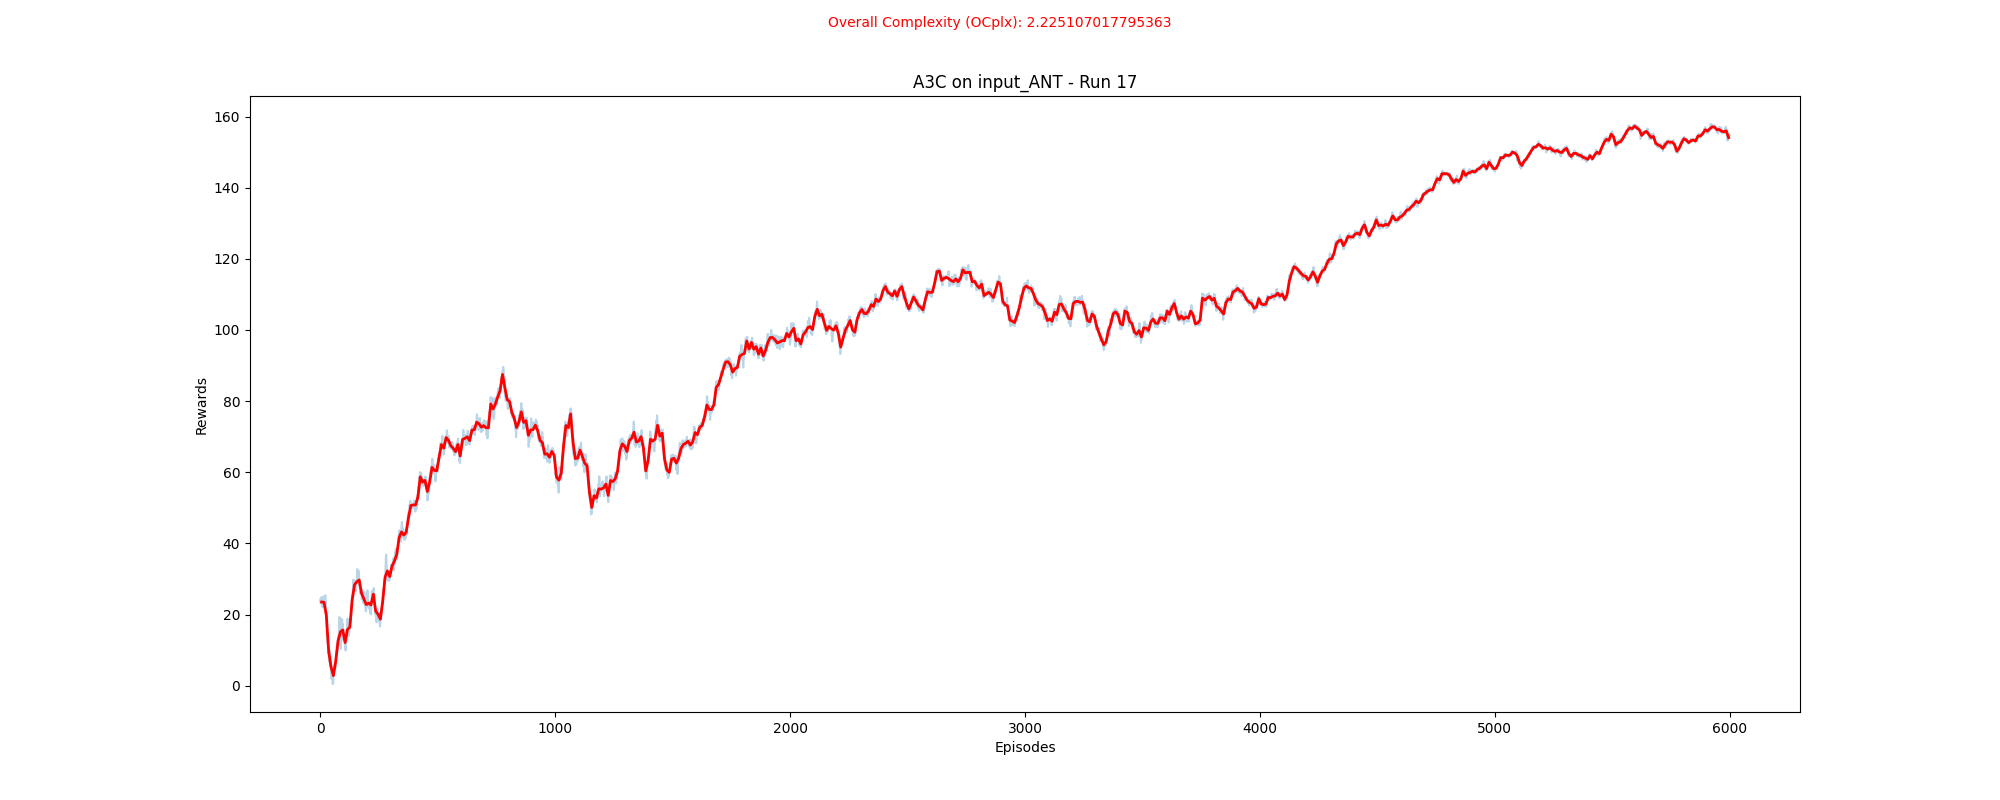 Overall Complexity (OCplx): 2.225107017795363
A3C on input_ANT - Run 17
160
140
120
100
80
60
40
20
0
Rewards
0 1000 2000 3000 4000 5000 6000
Episodes